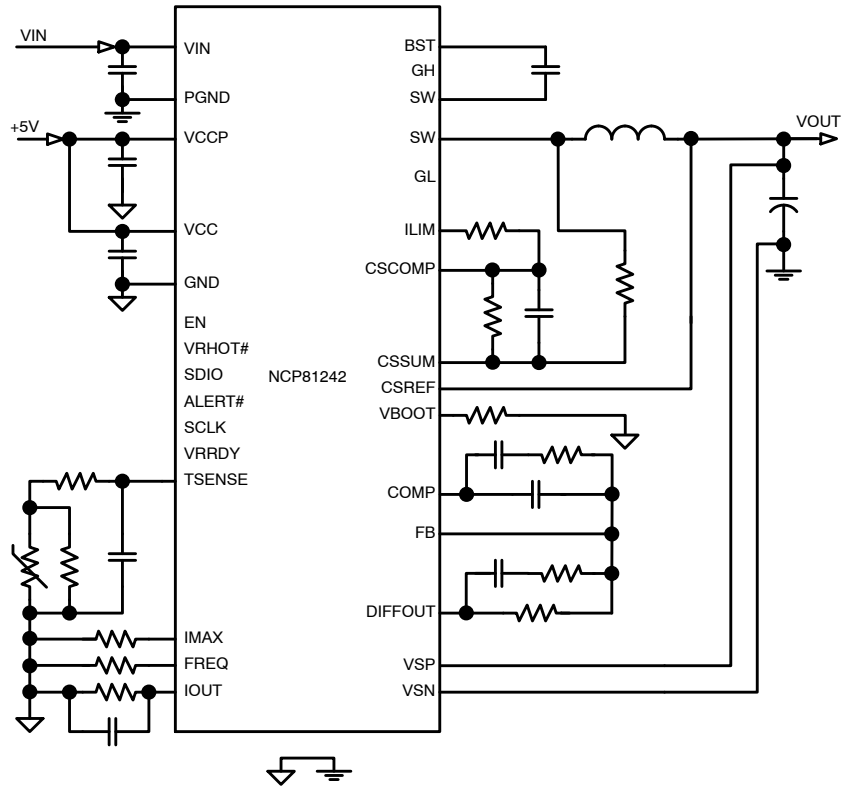 VIN
VIN
PGND
+5V
VCCP
VCC
GND
EN
VRHOT#
SDIO
ALERT#
SCLK
VRRDY
TSENSE
IMAX
FREQ
IOUT
NCP81242
BST
GH
SW
SW
GL
ILIM
CSCOMP
CSSUM
CSREF
VBOOT
COMP
FB
DIFFOUT
VSP
VSN
VOUT